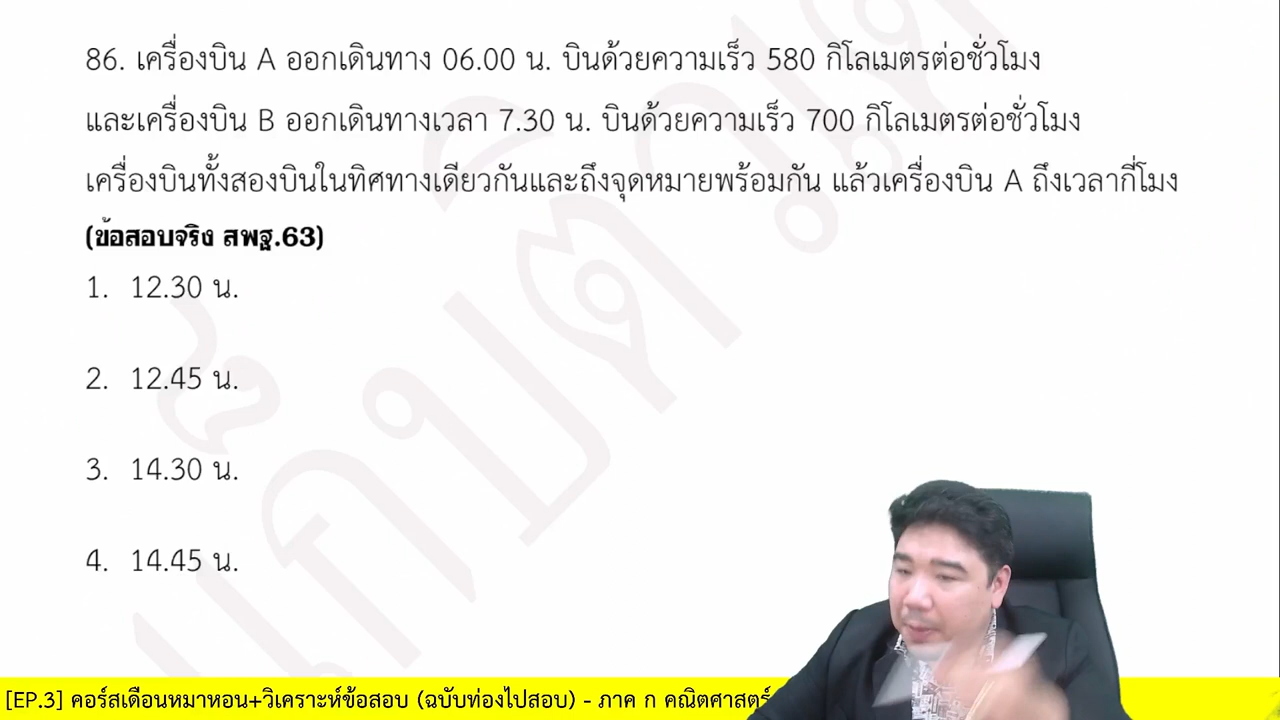 86. เครื่องบิน A ออกเดินทาง 06.00 น. บินด้วยความเร็ว 580 กิโลเมตรต่อชั่วโมง
และเครื่องบิน B ออกเดินทางเวลา 7.30 น. บินด้วยความเร็ว 700 กิโลเมตรต่อชั่วโมง
เครื่องบินทั้งสองบินในทิศทางเดียวกันและถึงจุดหมายพร้อมกัน แล้วเครื่องบิน A ถึงเวลากี่โมง
(ข้อสอบจริง สพฐ.63)
1. 12.30 น.
2. 12.45 น.
3. 14.30 น.
4. 14.45 น.
[EP.3] คอร์สเดือนหมาหอน+วิเคราะห์ข้อสอบ (ฉบับท่องไปสอบ) - ภาค ก คณิตศาสตร์